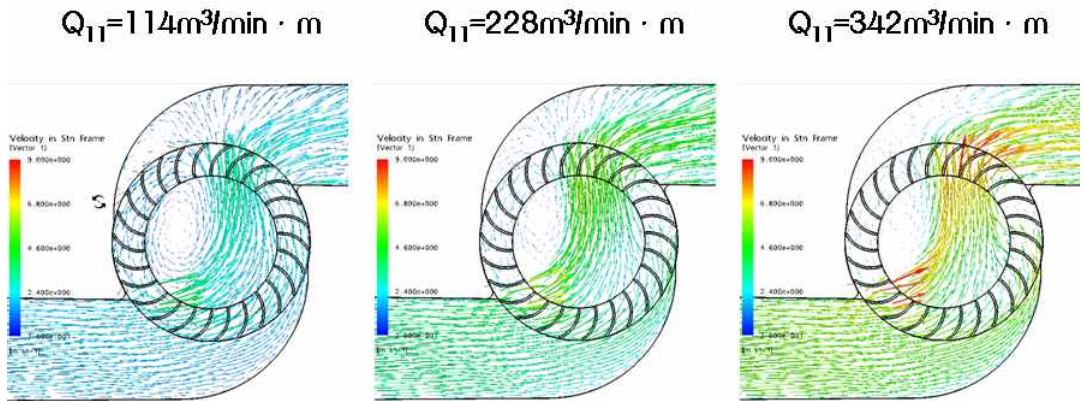 Q₁₁=114m³/min · m
Q₁₁=228m³/min · m
Q₁₁=342m³/min · m
Velocity in Stn Frame
(Vector 1)
9.000e+000
6.800e+000
4.600e+000
2.400e+000
Velocity in Stn Frame
(Vector 1)
9.000e+000
6.800e+000
4.600e+000
2.400e+000
Velocity in Stn Frame
(Vector 1)
9.000e+000
6.800e+000
4.600e+000
2.400e+000